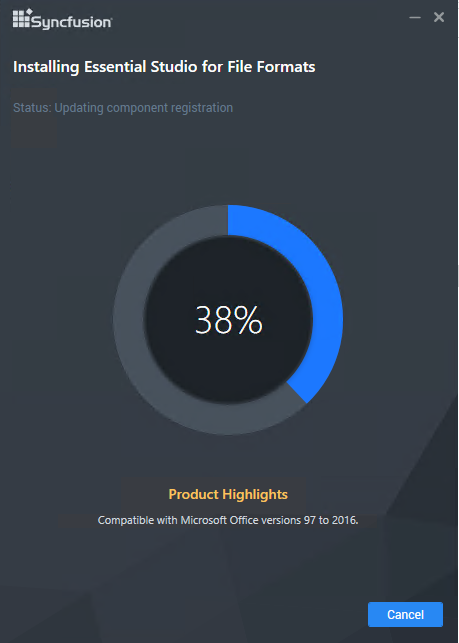 Syncfusion
Installing Essential Studio for File Formats
Status: Updating component registration
38%
Product Highlights
Compatible with Microsoft Office versions 97 to 2016.
Cancel